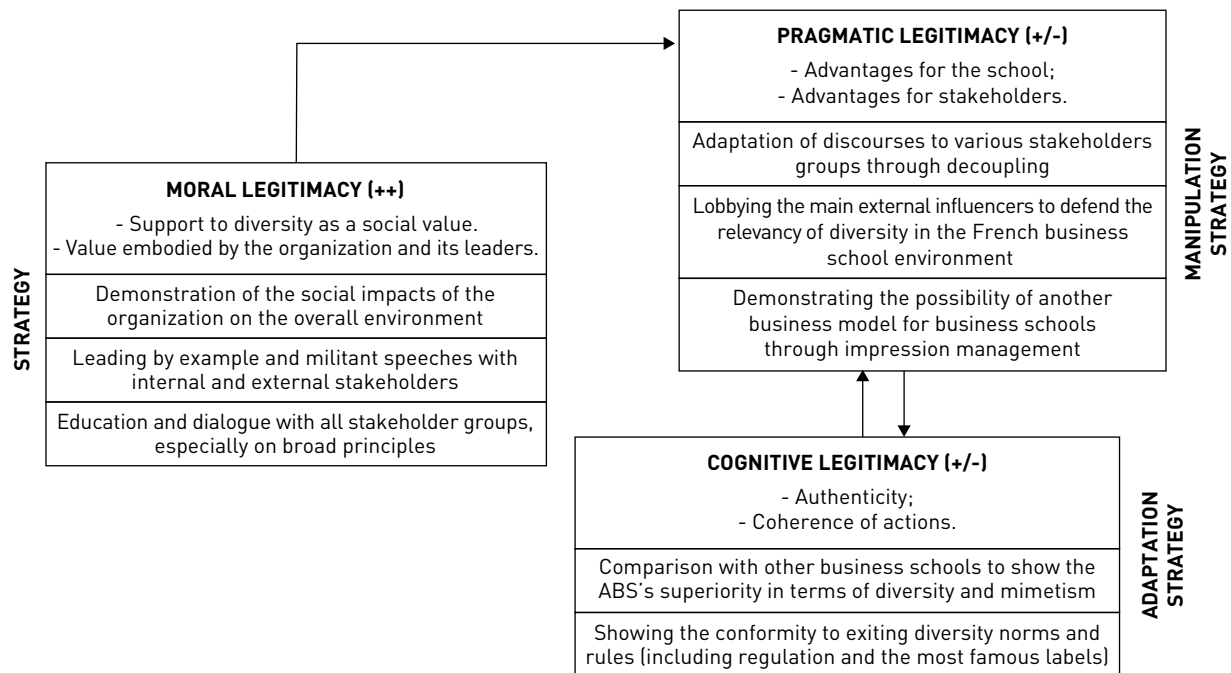 PRAGMATIC LEGITIMACY (+/-)
- Advantages for the school;
- Advantages for stakeholders.
Adaptation of discourses to various stakeholders
groups through decoupling
Lobbying the main external influencers to defend the
relevancy of diversity in the French business
school environment
Demonstrating the possibility of another
business model for business schools
through impression management
MANIPULATION
STRATEGY
MORAL LEGITIMACY (++)
- Support to diversity as a social value.
- Value embodied by the organization and its leaders.
Demonstration of the social impacts of the
organization on the overall environment
Leading by example and militant speeches with
internal and external stakeholders
Education and dialogue with all stakeholder groups,
especially on broad principles
STRATEGY
COGNITIVE LEGITIMACY (+/-)
- Authenticity;
- Coherence of actions.
Comparison with other business schools to show the
ABS's superiority in terms of diversity and mimetism
Showing the conformity to exiting diversity norms and
rules (including regulation and the most famous labels)
ADAPTATION
STRATEGY